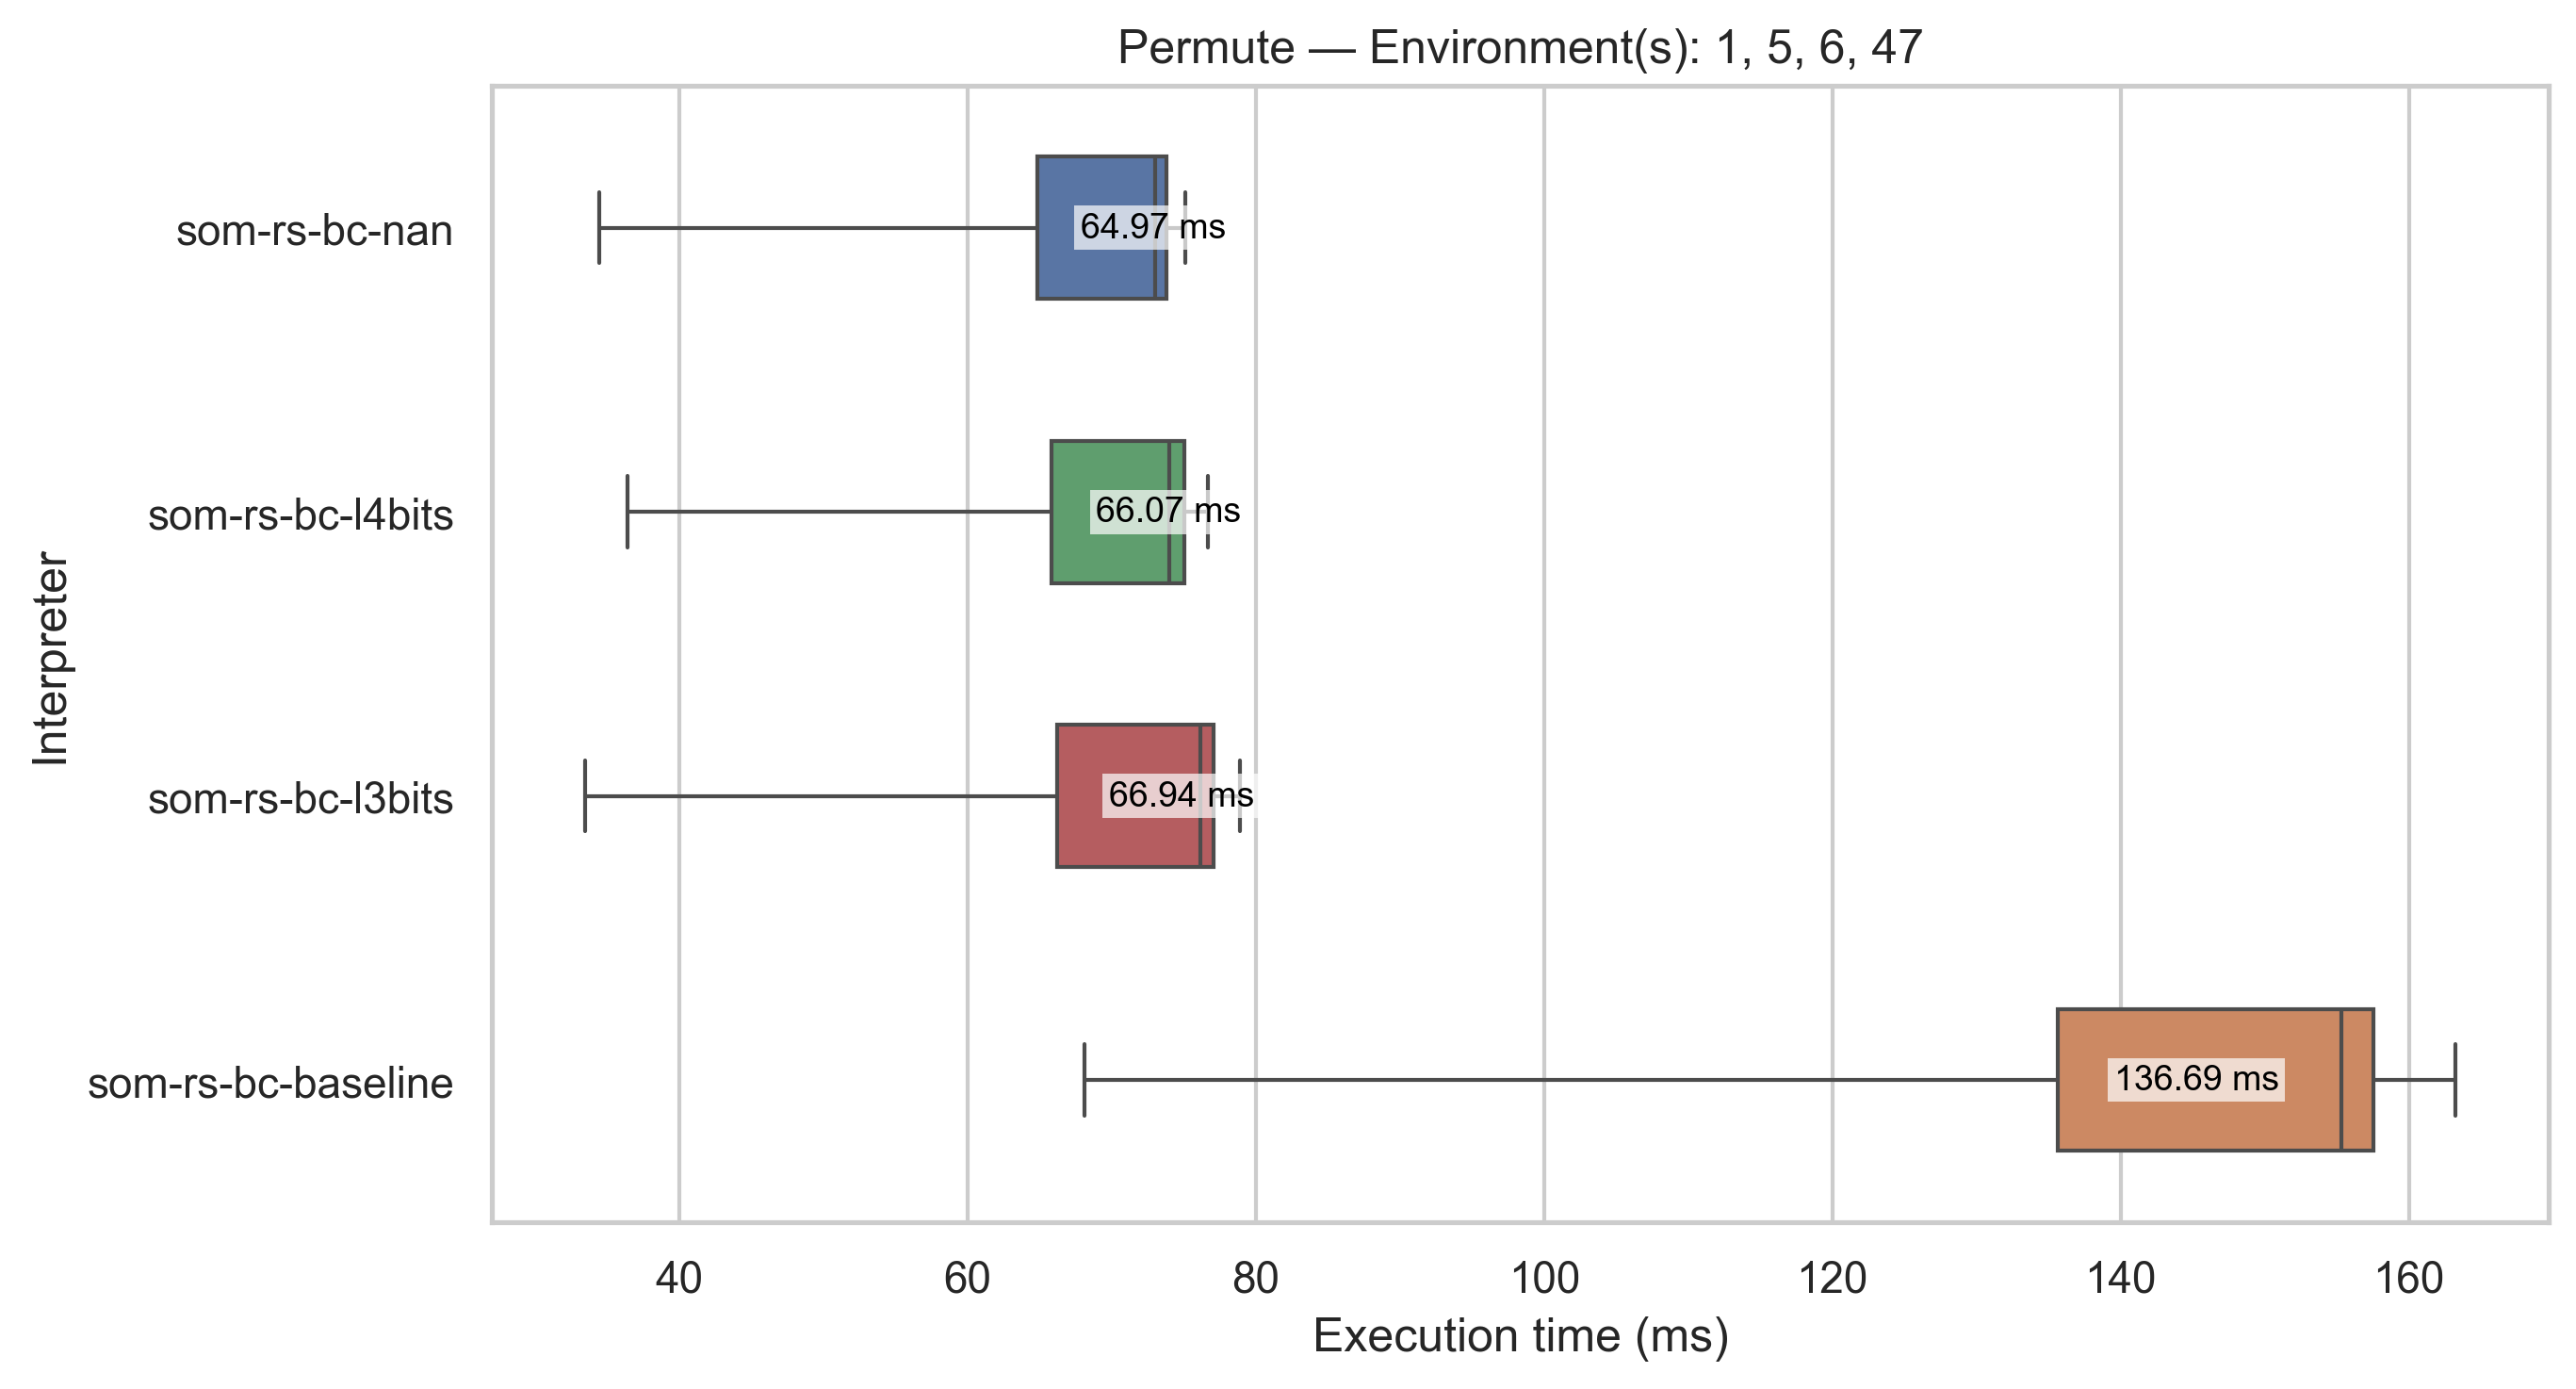 Permute — Environment(s): 1, 5, 6, 47
Interpreter
som-rs-bc-nan
64.97 ms
som-rs-bc-l4bits
66.07 ms
som-rs-bc-l3bits
66.94 ms
som-rs-bc-baseline
136.69 ms
40 60 80 100 120 140 160
Execution time (ms)